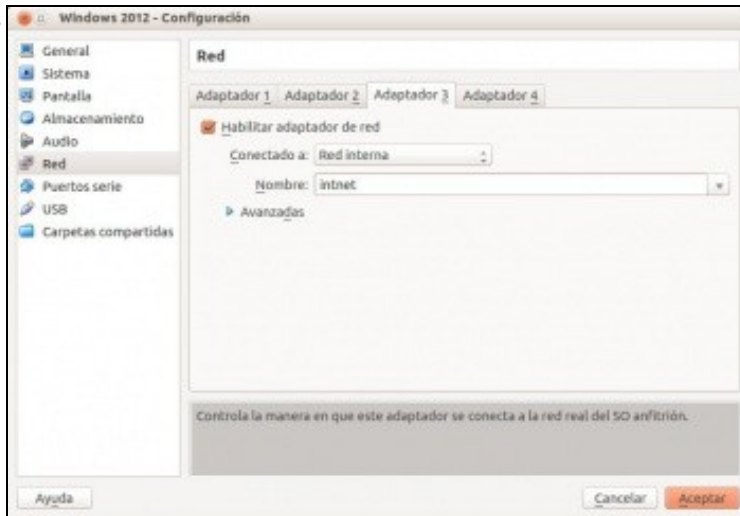 Windows 2012 - Configuración
General
Sistema
Pantalla
Almacenamiento
Audio
Red
Puertos serie
USB
Carpetas compartidas
Red
Adaptador 1 Adaptador 2 Adaptador 3 Adaptador 4
Habilitar adaptador de red
Conectado a: Red interna
Nombre: intnet
Avanzadas
Controla la manera en que este adaptador se conecta a la red real del SO anfitrión.
Ayuda Cancelar Aceptar